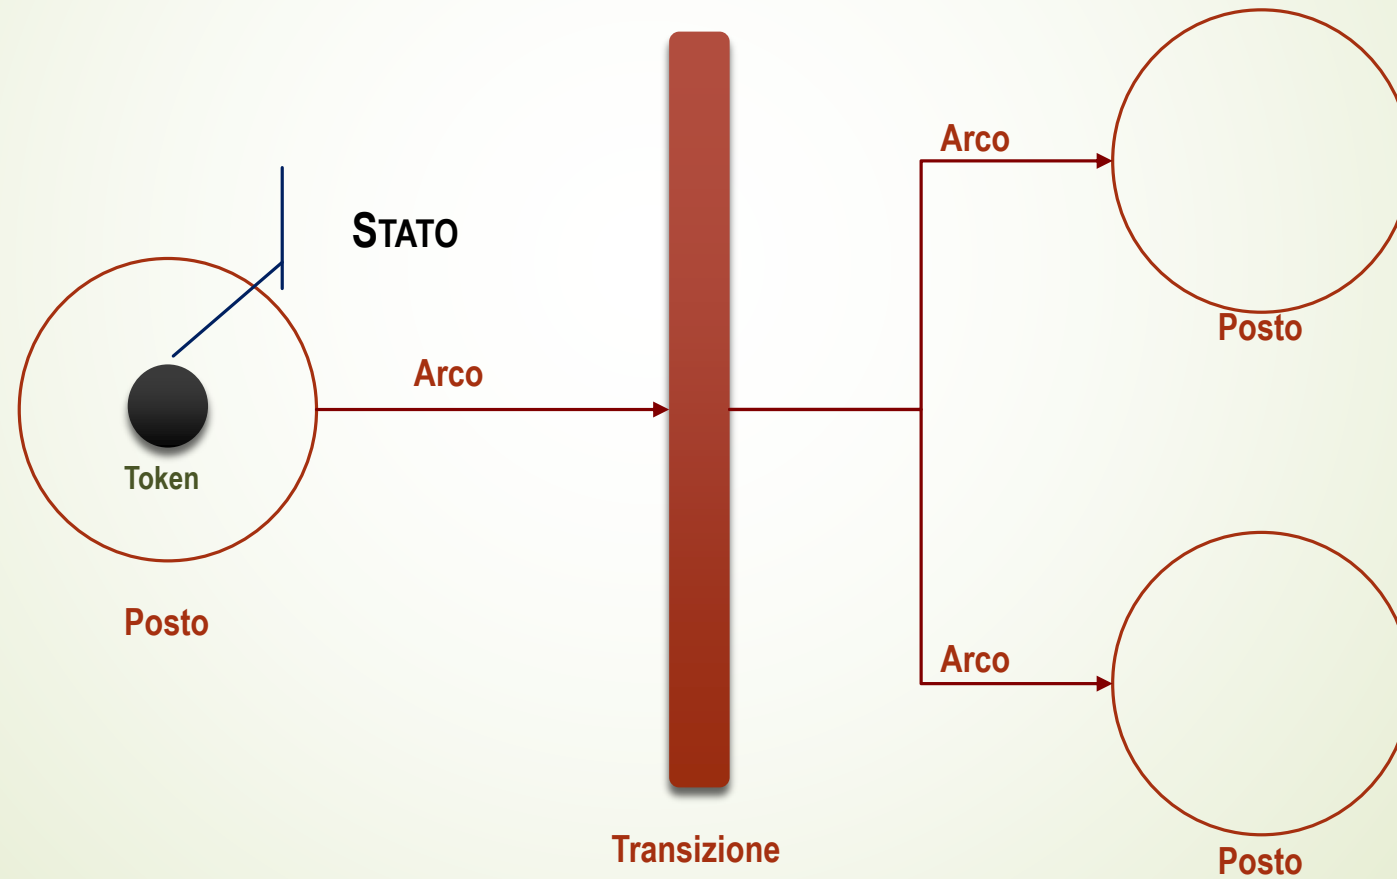 Arco
STATO
Posto
Arco
Token
Posto
Arco
Transizione
Posto